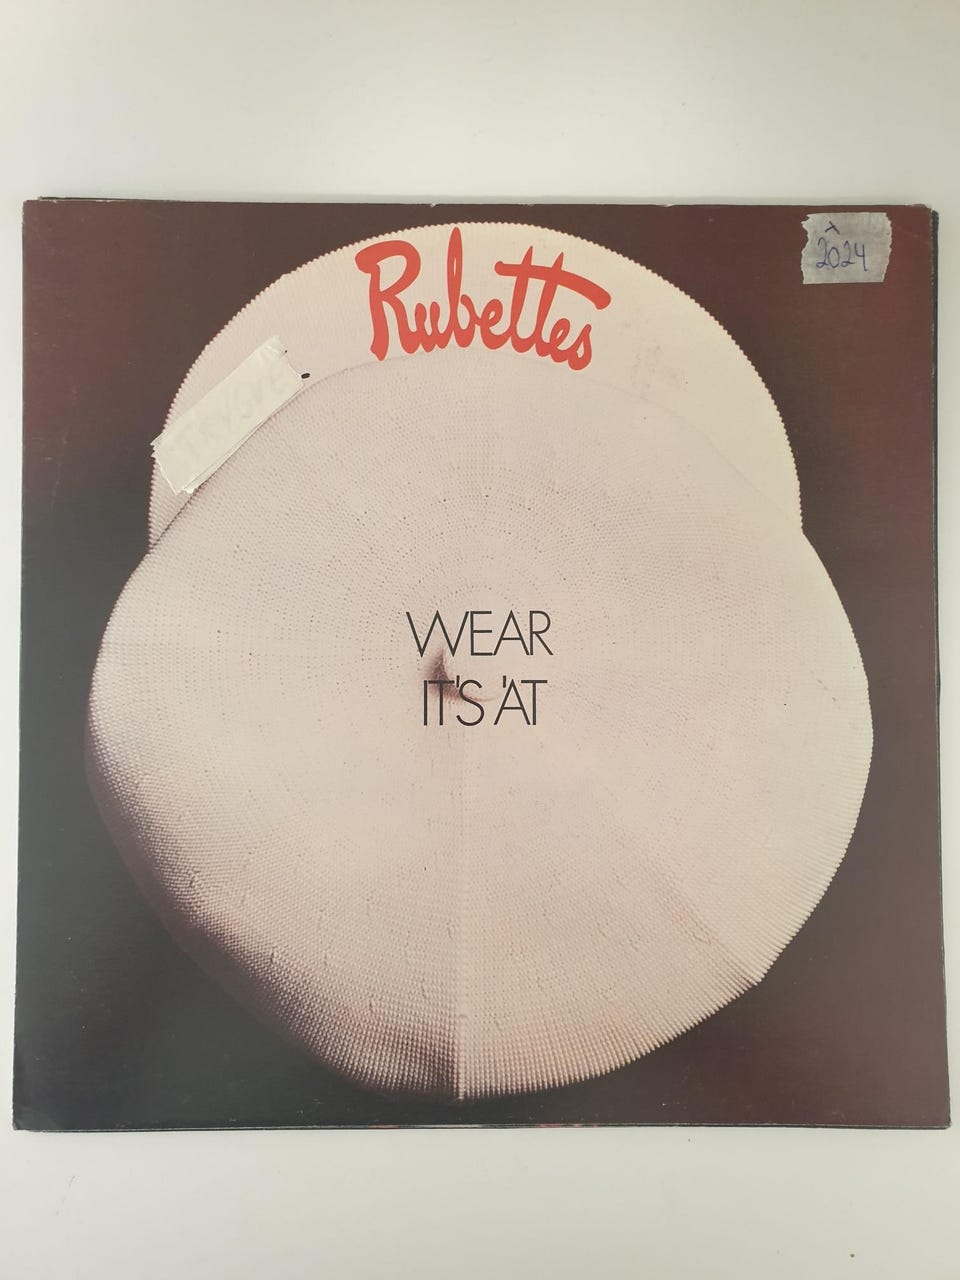 Rubettes
x
2024
WEAR
IT'S 'AT